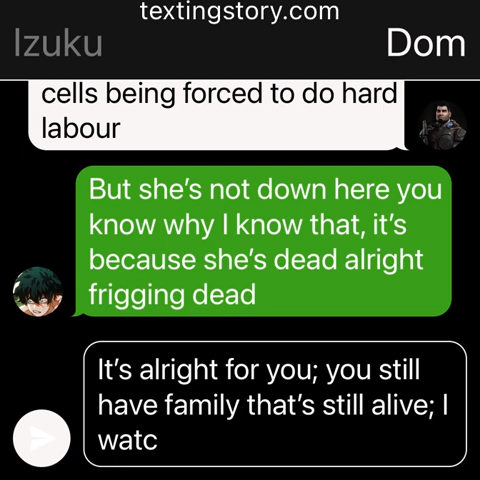 textingstory.com
Izuku Dom
cells being forced to do hard
labour
But she's not down here you
know why I know that, it's
because she's dead alright
frigging dead
It's alright for you; you still
have family that's still alive; I
watc